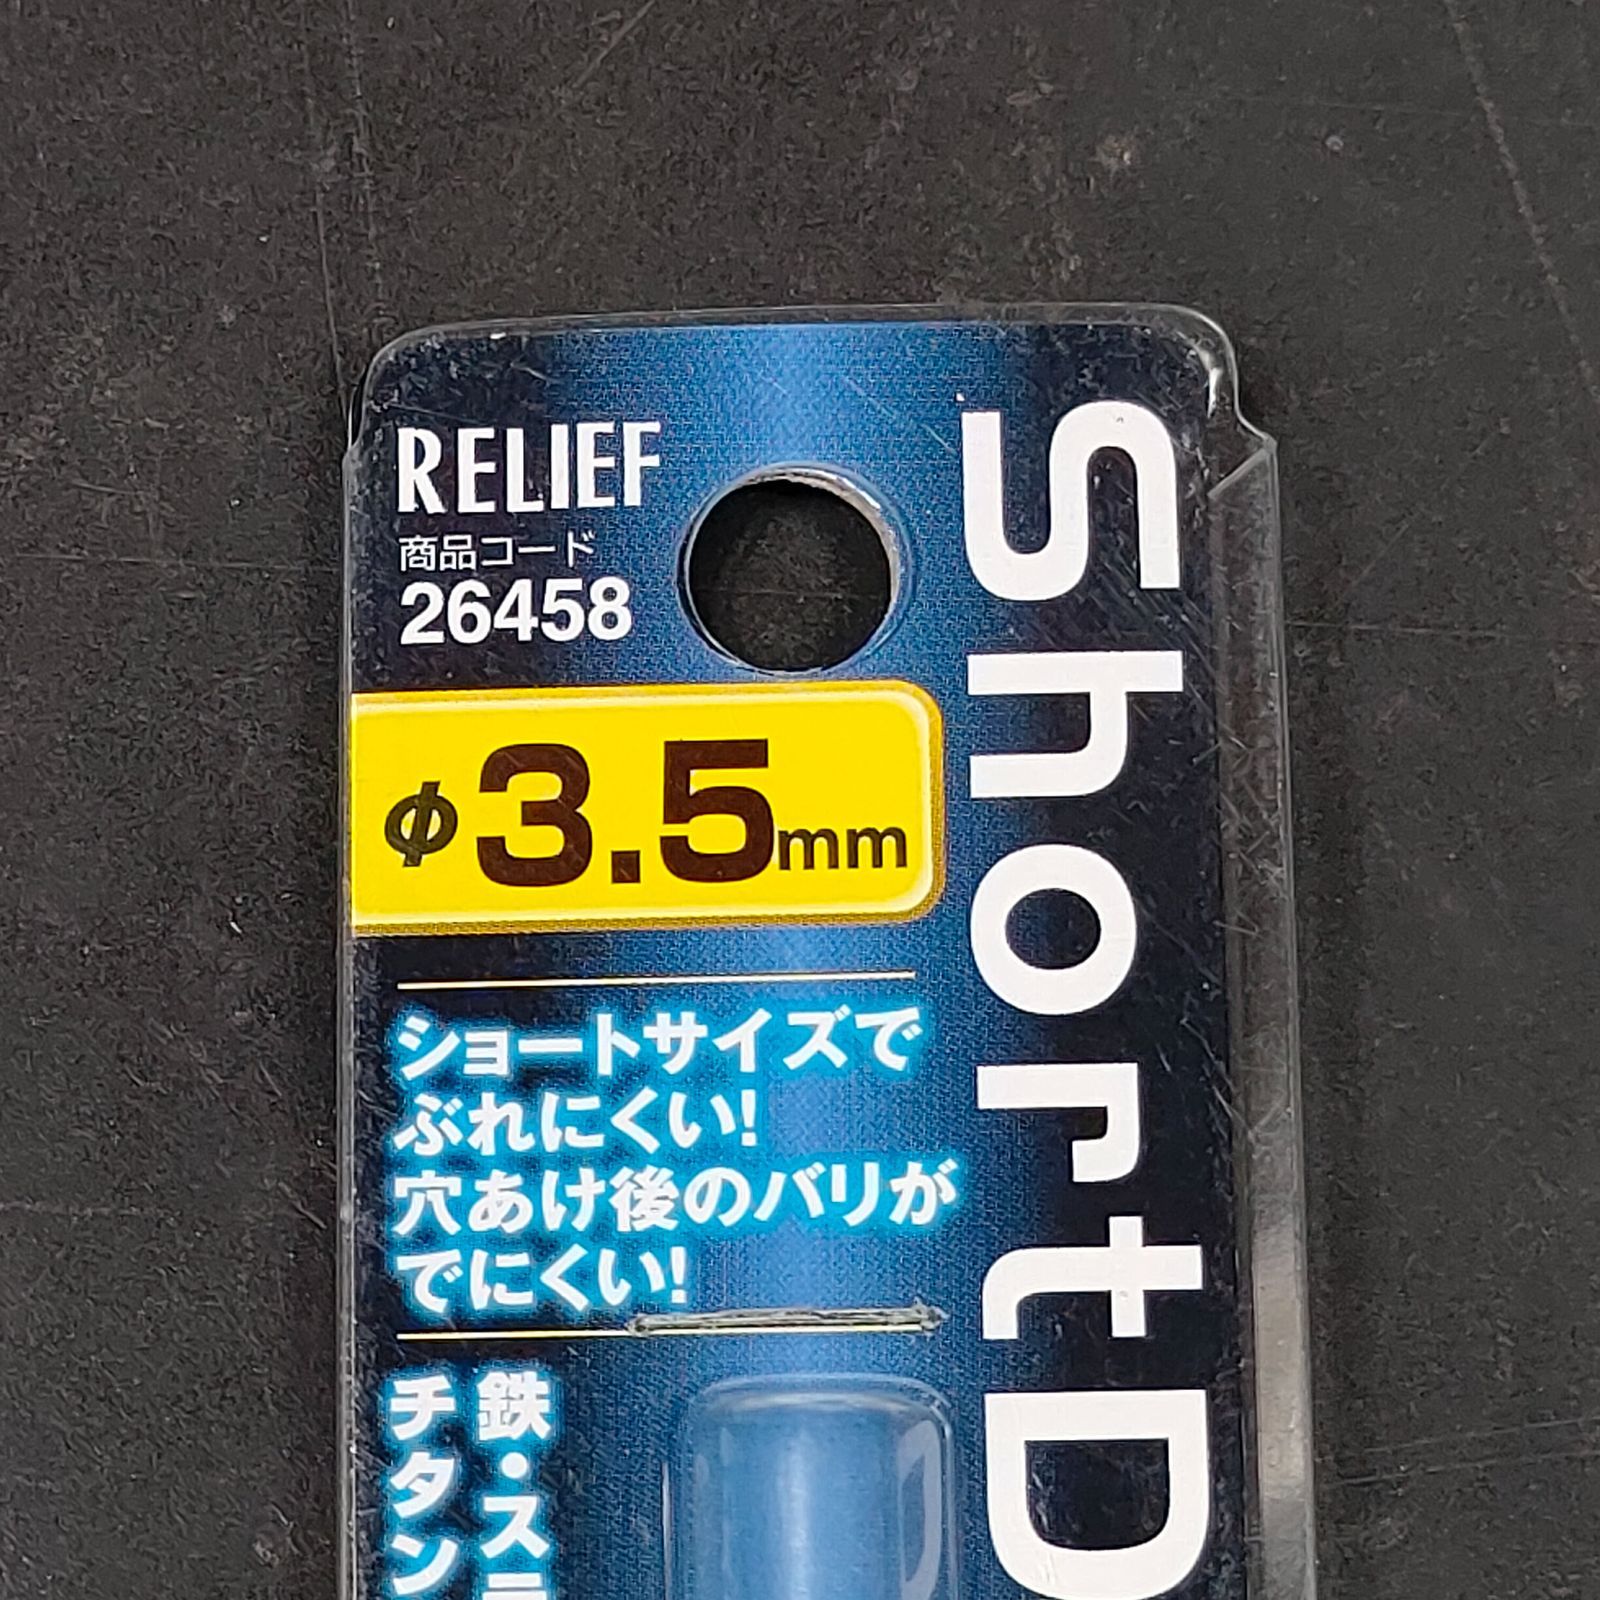 RELIEF
商品コード
26458
φ3.5mm
ショートサイズで
ぶれにくい!
穴あけ後のバリが
でにくい!
鉄・ス
チタン
ShortD